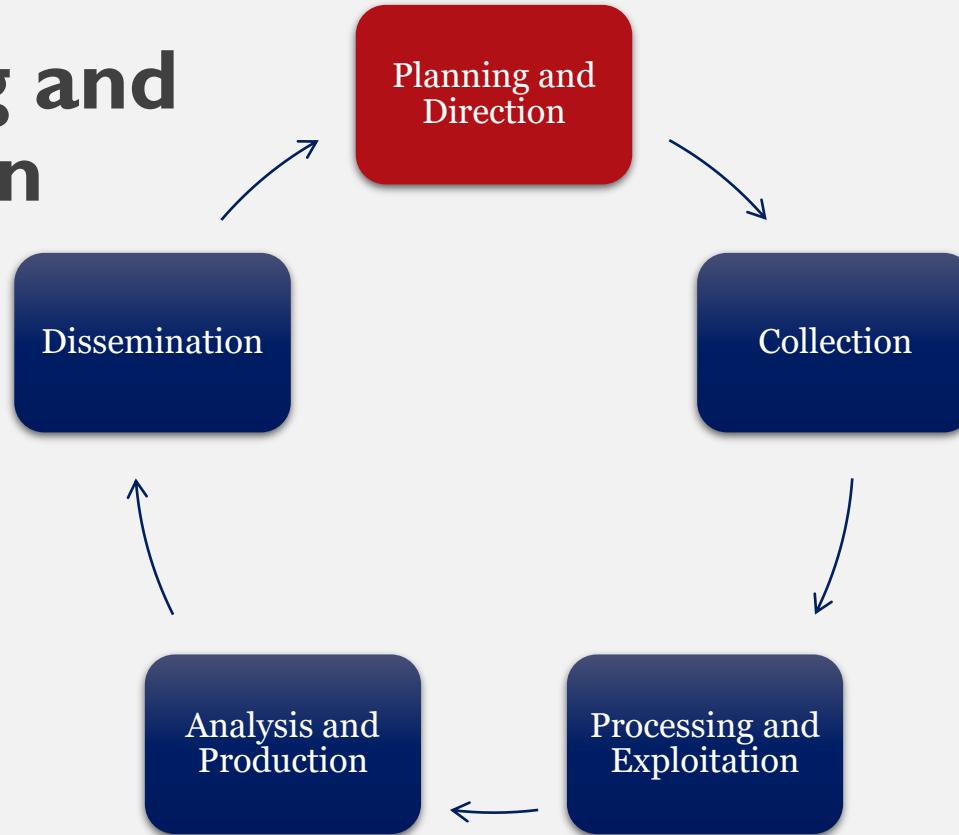 and
Planning and
Direction
Dissemination
Collection
Analysis and
Production
Processing and
Exploitation